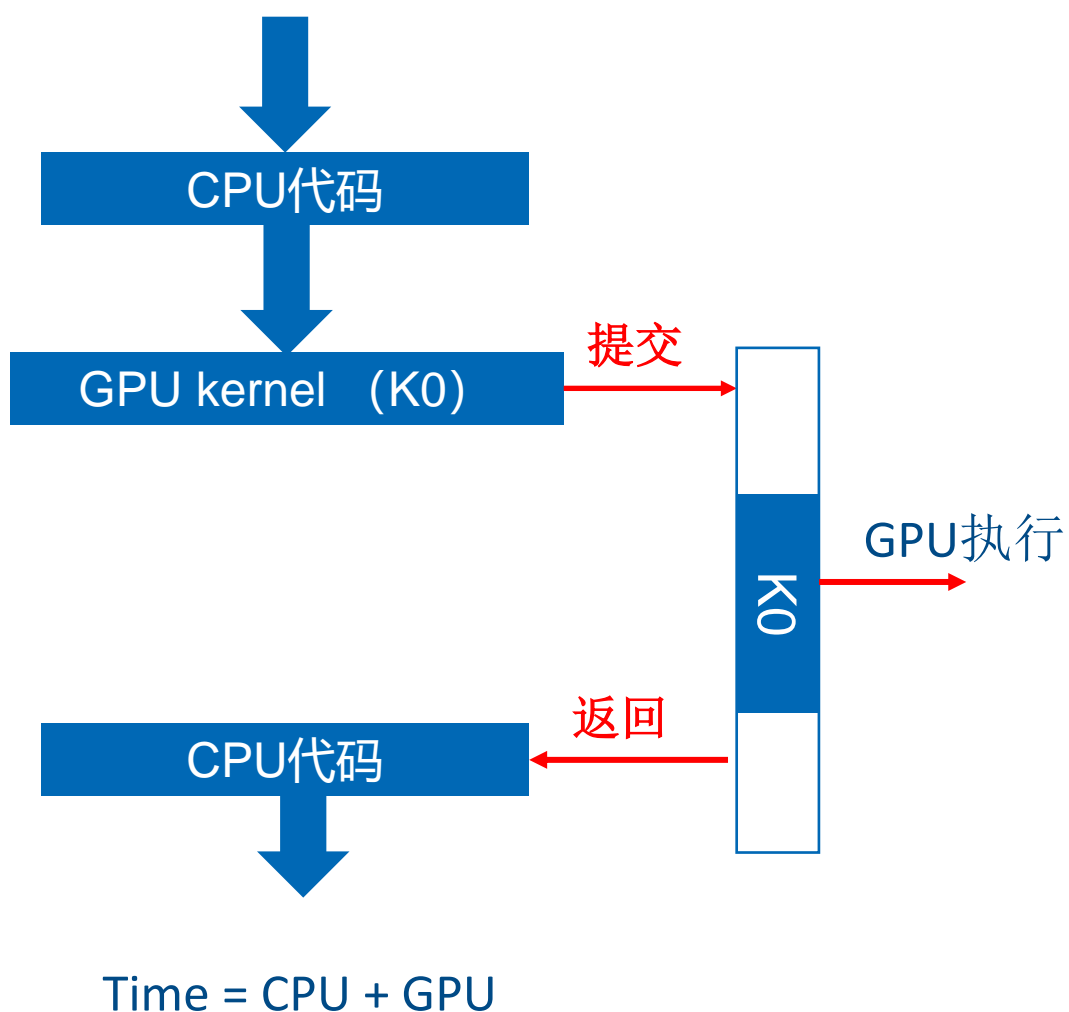 CPU代码
GPU kernel （K0）
提交
GPU执行
K0
返回
CPU代码
Time = CPU + GPU